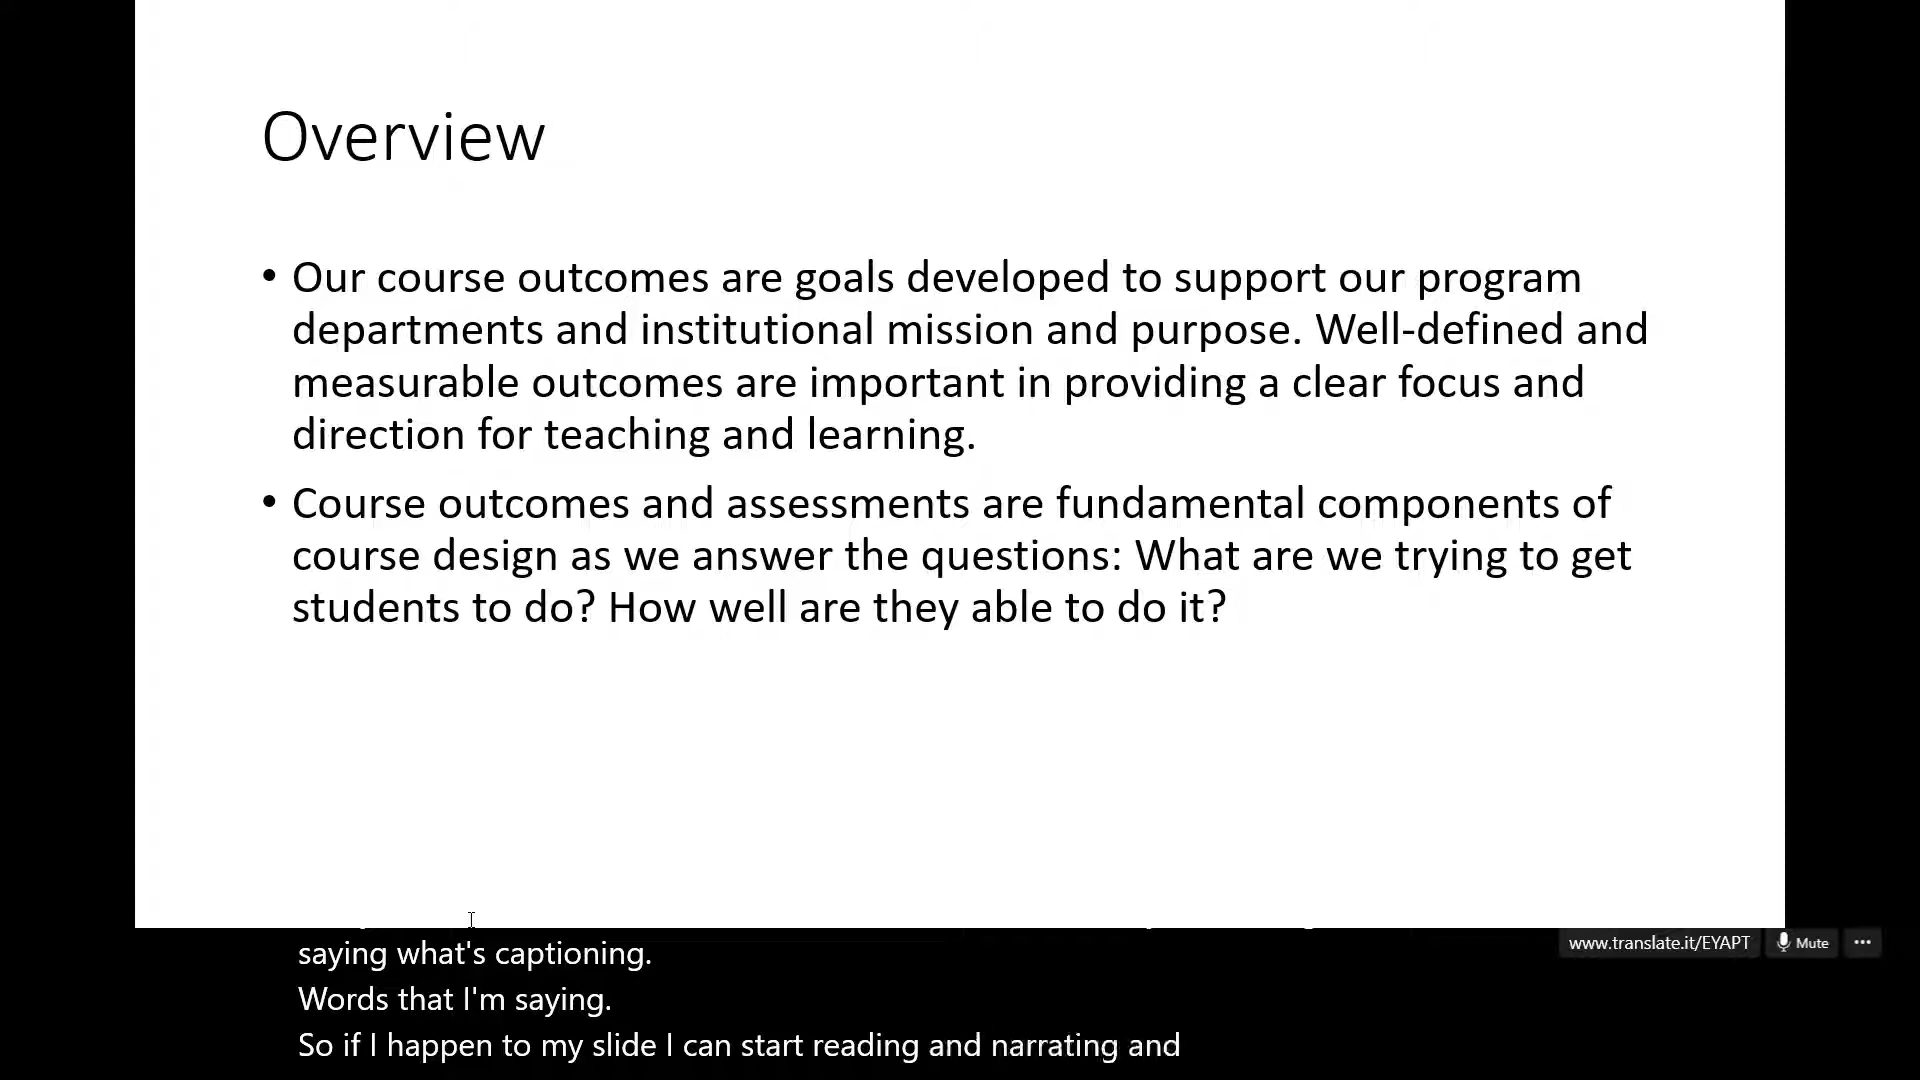 Overview
• Our course outcomes are goals developed to support our program
departments and institutional mission and purpose. Well-defined and
measurable outcomes are important in providing a clear focus and
direction for teaching and learning.
• Course outcomes and assessments are fundamental components of
course design as we answer the questions: What are we trying to get
students to do? How well are they able to do it?
saying what's captioning.
www.translate.it/EYAPT Mute
Words that I'm saying.
So if I happen to my slide I can start reading and narrating and